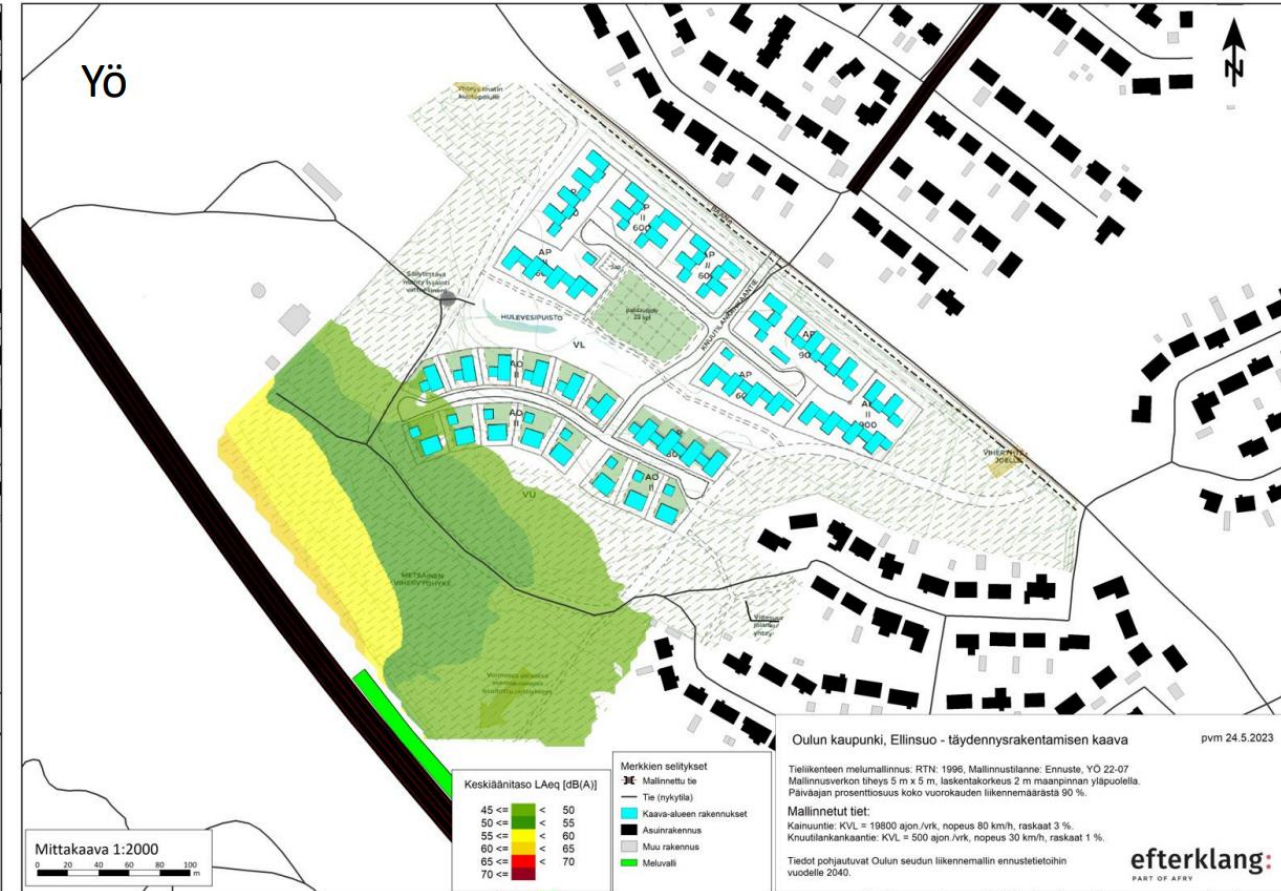 Yö
N
HULEVESIPUISTO
VL
KNUUTILANKANKAANTIE
AP
II
600
AP
II
AP
AP
AP
AP
II
900
AO
II
AO
II
AO
II
VU
METSÄINEN
VIHERVYÖHYKE
Mittakaava 1:2000
0 20 40 60 80 100
m
Keskiäänitaso LAeq [dB(A)]
45 <= < 50
50 <= < 55
55 <= < 60
60 <= < 65
65 <= < 70
70 <=
Merkkien selitykset
Mallinnettu tie
Tie (nykytila)
Kaava-alueen rakennukset
Asuinrakennus
Muu rakennus
Meluvalli
Oulun kaupunki, Ellinsuo - täydennysrakentamisen kaava pvm 24.5.2023
Tieliikenteen melumallinnus: RTN: 1996, Mallinnustilanne: Ennuste, YÖ 22-07
Mallinnusverkon tiheys 5 m x 5 m, laskentakorkeus 2 m maanpinnan yläpuolella.
Päiväajan prosenttiosuus koko vuorokauden liikennemäärästä 90 %.
Mallinnetut tiet:
Kainuuntie: KVL = 19800 ajon./vrk, nopeus 80 km/h, raskaat 3 %.
Knuutilankankaantie: KVL = 500 ajon./vrk, nopeus 30 km/h, raskaat 1 %.
Tiedot pohjautuvat Oulun seudun liikennemallin ennustetietoihin
vuodelle 2040.
efterklang:
PART OF AFRY